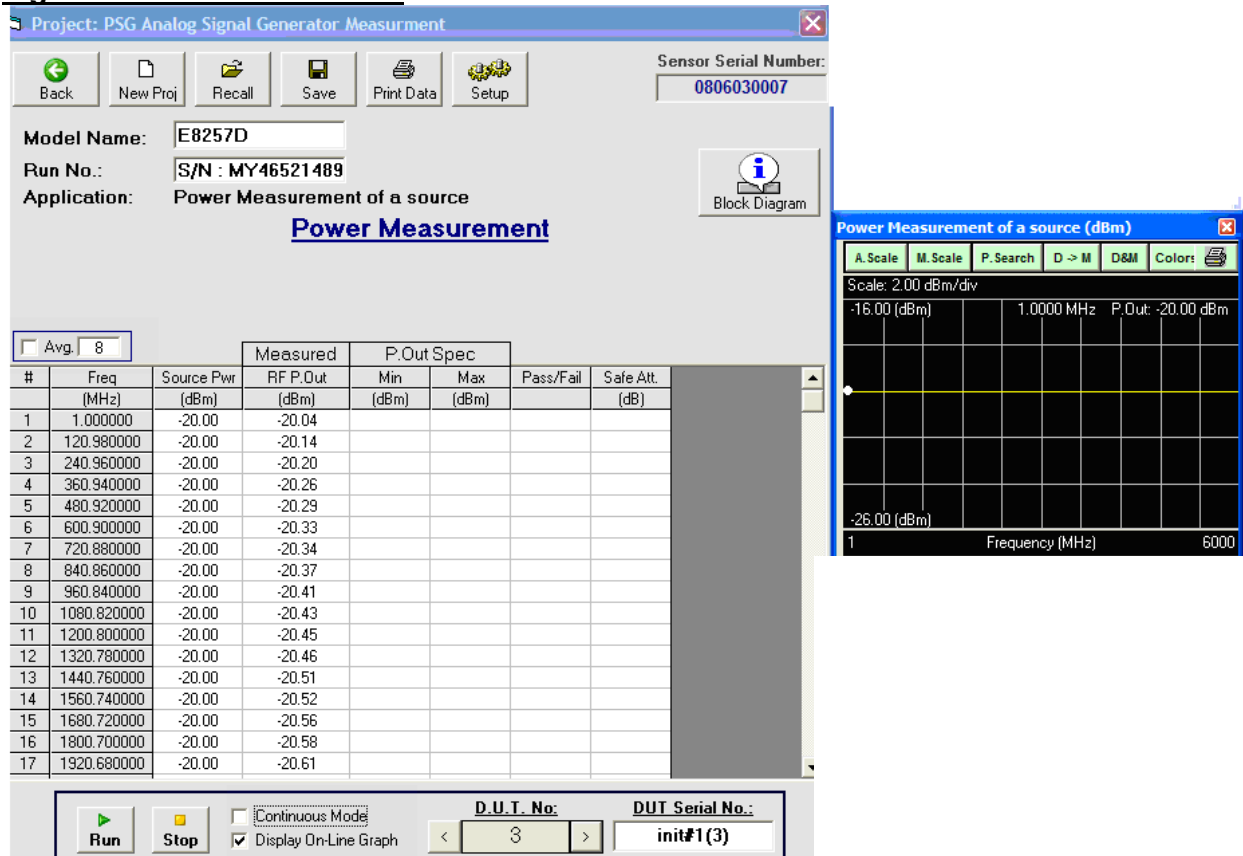 Project: PSG Analog Signal Generator Measurment
Back New Proj Recall Save Print Data Setup
Sensor Serial Number:
0806030007
Model Name: E8257D
Run No.: S/N : MY46521489
Application: Power Measurement of a source
Block Diagram
Power Measurement
Avg. 8
Measured P.Out Spec
# Freq Source Pwr RF P.Out Min Max Pass/Fail Safe Att.
(MHz) (dBm) (dBm) (dBm) (dBm) (dB)
1 1.000000 -20.00 -20.04
2 120.980000 -20.00 -20.14
3 240.960000 -20.00 -20.20
4 360.940000 -20.00 -20.26
5 480.920000 -20.00 -20.29
6 600.900000 -20.00 -20.33
7 720.880000 -20.00 -20.34
8 840.860000 -20.00 -20.37
9 960.840000 -20.00 -20.41
10 1080.820000 -20.00 -20.43
11 1200.800000 -20.00 -20.45
12 1320.780000 -20.00 -20.46
13 1440.760000 -20.00 -20.51
14 1560.740000 -20.00 -20.52
15 1680.720000 -20.00 -20.56
16 1800.700000 -20.00 -20.58
17 1920.680000 -20.00 -20.61
Run Stop
Continuous Mode
Display On-Line Graph
D.U.T. No:
< 3 >
DUT Serial No.:
init#1(3)
Power Measurement of a source (dBm)
A.Scale M.Scale P.Search D -> M D&M Colors
Scale: 2.00 dBm/div
-16.00 (dBm) 1.0000 MHz P.Out: -20.00 dBm
-26.00 (dBm)
1 Frequency (MHz) 6000